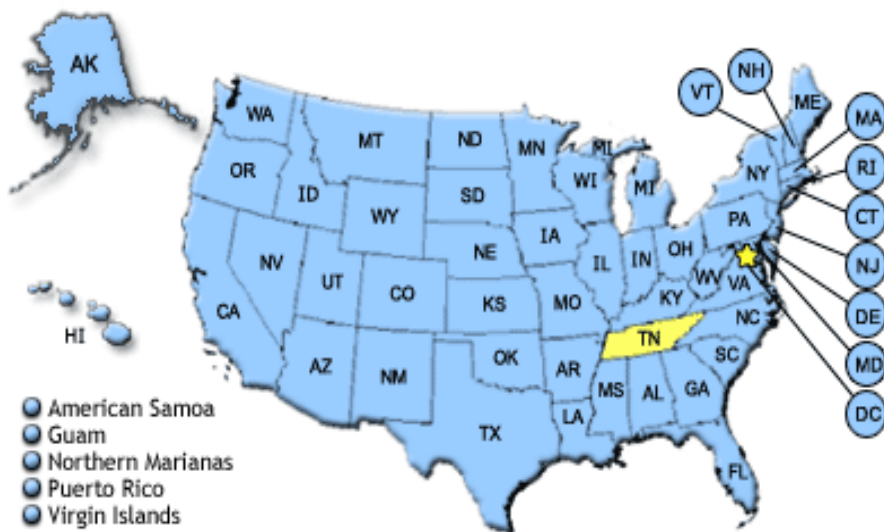 AK
NH
VT
ME
WA
MA
MT
ND
MN
MI
OR
ID
SD
WI
MI
NY
RI
WY
CT
IA
PA
NE
NV
UT
CO
IL
IN
OH
NJ
WV
VA
CA
KS
MO
KY
DE
HI
NC
TN
AZ
NM
OK
AR
SC
MD
MS
AL
GA
DC
TX
LA
FL
American Samoa
Guam
Northern Marianas
Puerto Rico
Virgin Islands